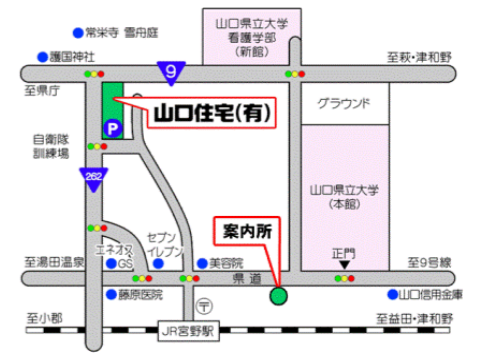 常栄寺 雪舟庭
護国神社
山口県立大学
看護学部
(新館)
9
至萩・津和野
至県庁
山口住宅(有)
グラウンド
P
自衛隊
訓練場
262
山口県立大学
(本館)
案内所
セブン
イレブン
エネオス
GS
正門
至湯田温泉
美容院
県道
至9号線
藤原医院
〒
山口信用金庫
至小郡
JR宮野駅
至益田・津和野